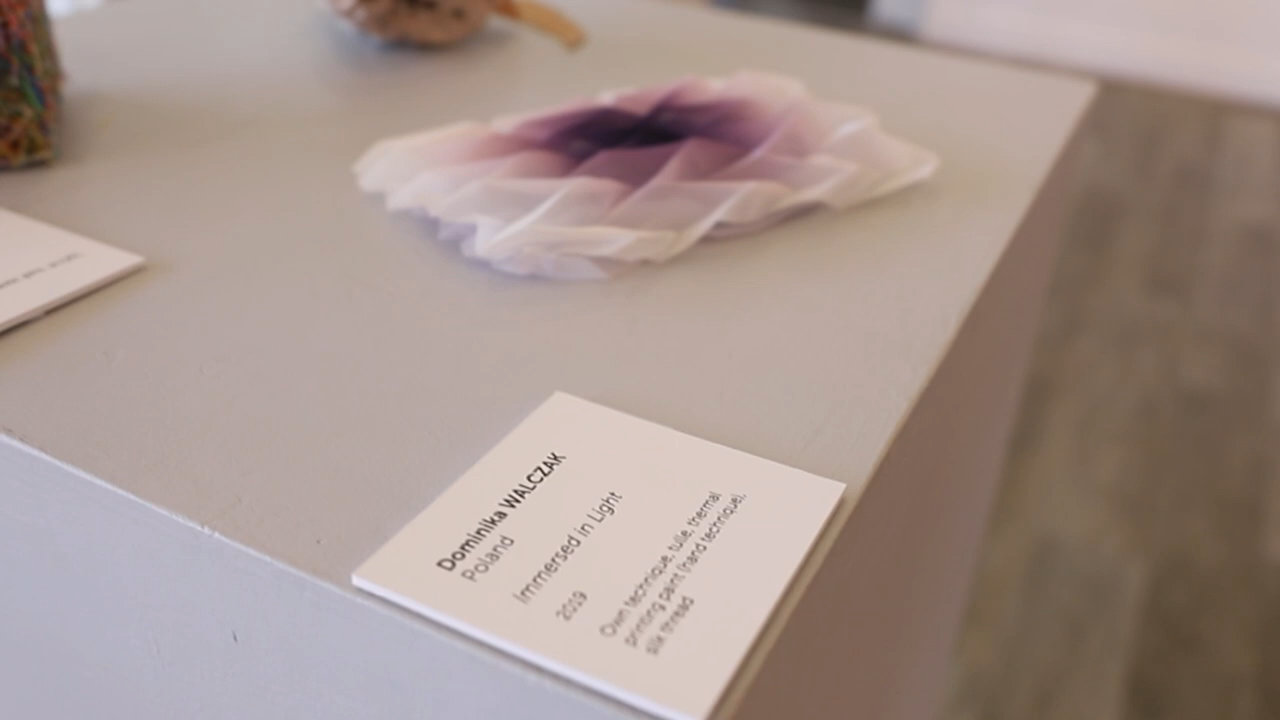 Dominika WALCZAK
Poland
Immersed in Light
2019
Own technique, tulle, thermal
printing paint (hand technique),
silk thread